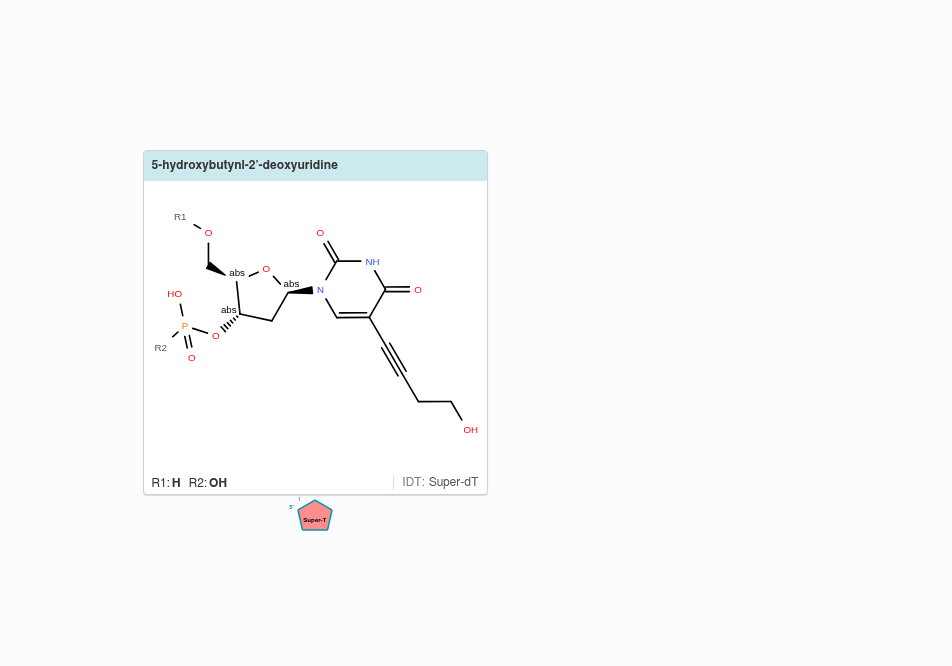 5-hydroxybutynl-2'-deoxyuridine
R1
O
O
abs
O
abs
NH
N
O
HO
abs
P
O
R2
O
OH
R1: H R2: OH
IDT: Super-dT
1
5'
Super-T